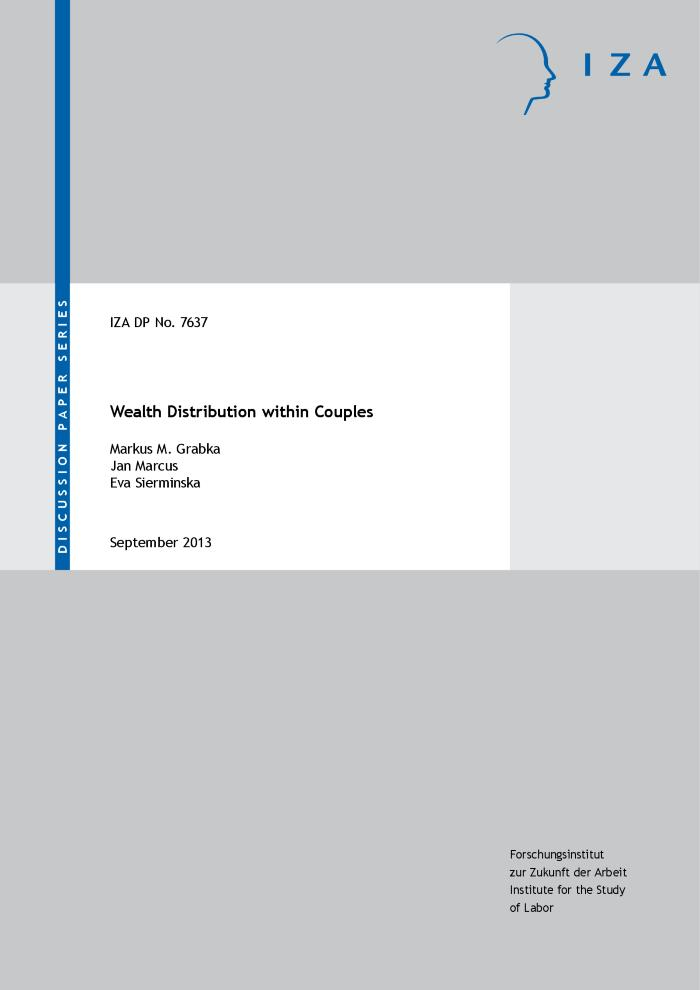 IZA
DISCUSSION PAPER SERIES
IZA DP No. 7637
Wealth Distribution within Couples
Markus M. Grabka
Jan Marcus
Eva Sierminska
September 2013
Forschungsinstitut
zur Zukunft der Arbeit
Institute for the Study
of Labor